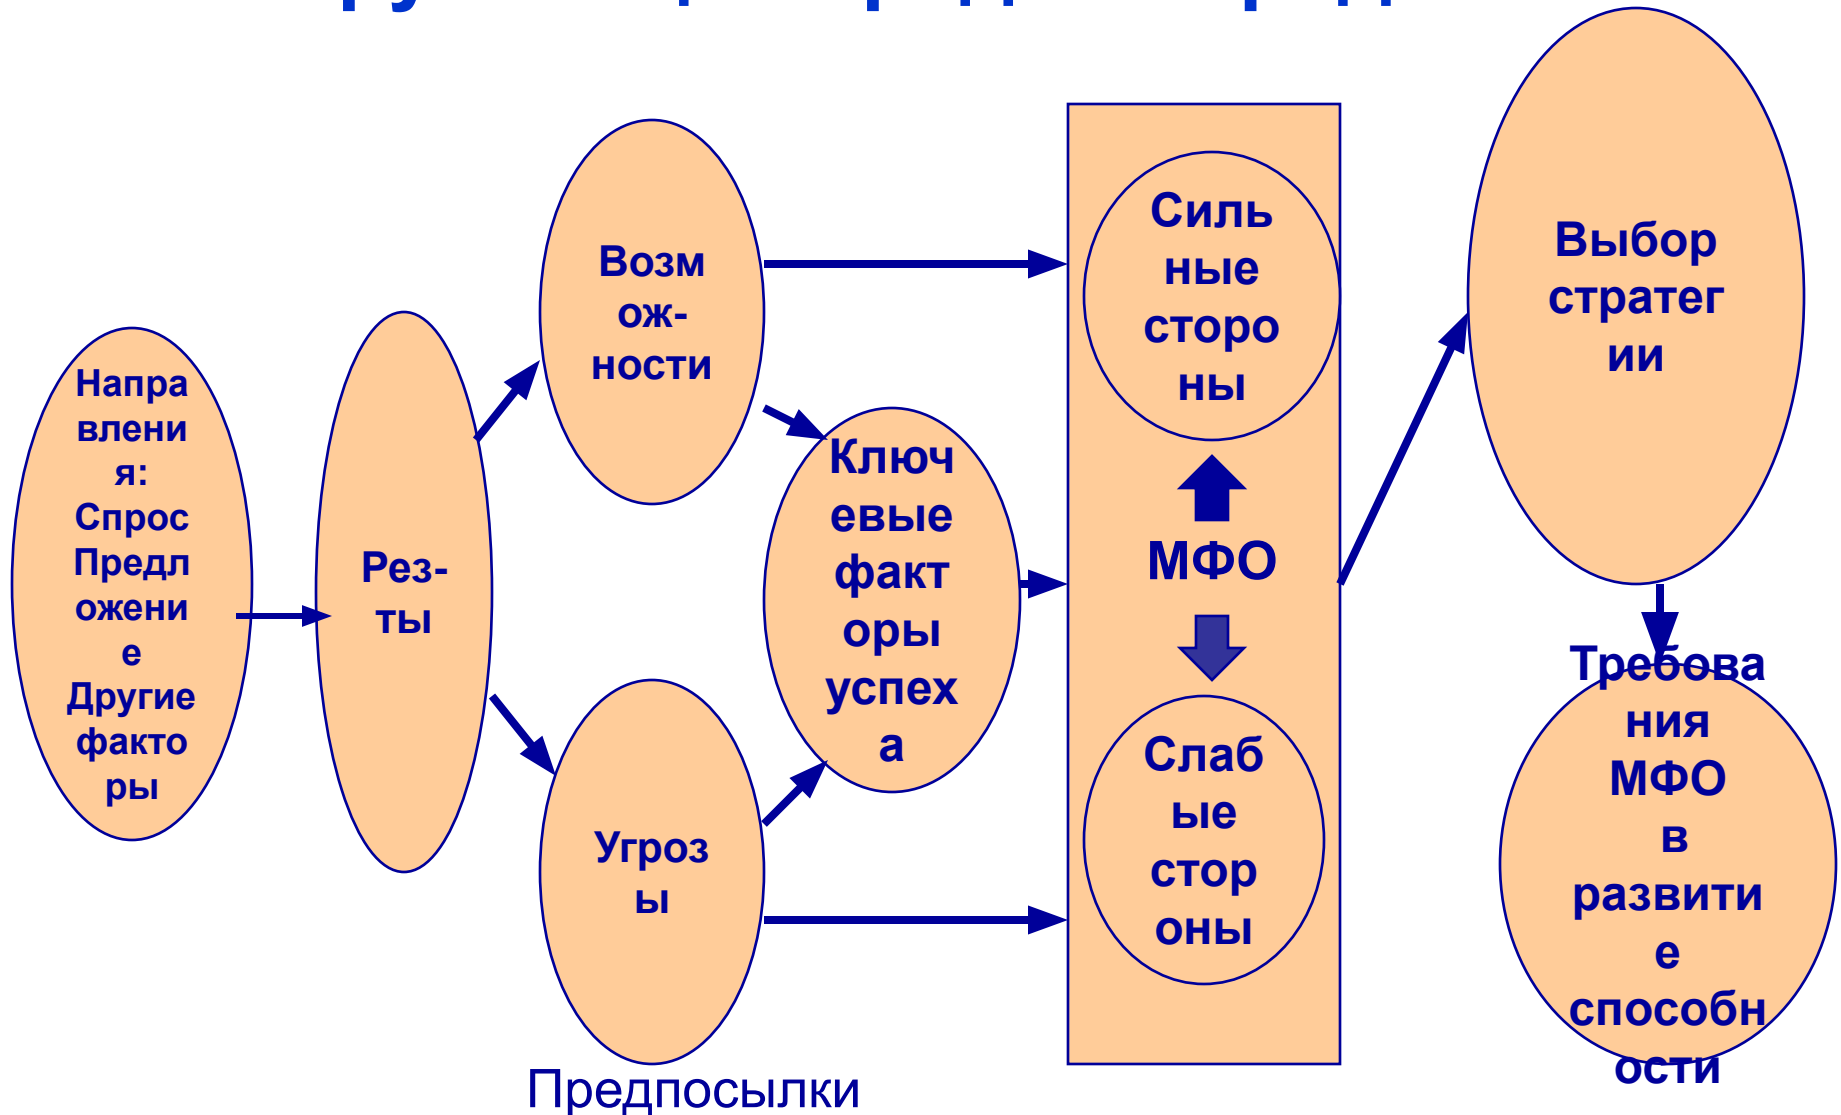 Напра
влени
я:
Спрос
Предл
ожени
е
Другие
факто
ры
Рез-
ты
Возм
ож-
ности
Угроз
ы
Ключ
евые
факт
оры
успех
а
Силь
ные
сторо
ны
МФО
Слаб
ые
стор
оны
Выбор
стратег
ии
Требова
ния
МФО
в
развити
е
способн
ости
Предпосылки